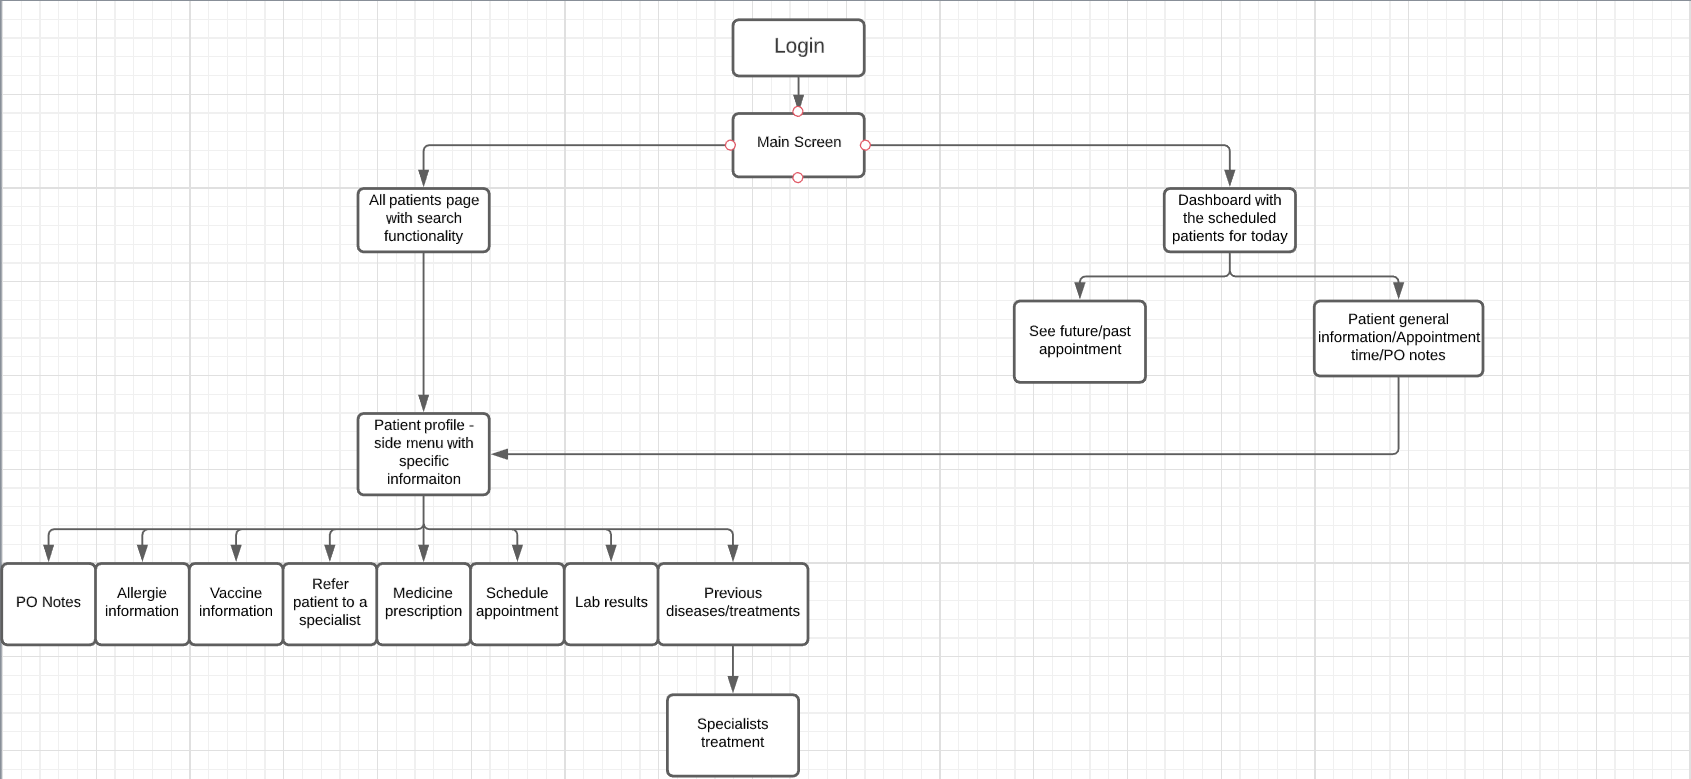 Login
Main Screen
All patients page
with search
functionality
Dashboard with
the scheduled
patients for today
See future/past
appointment
Patient general
information/Appointment
time/PO notes
Patient profile -
side menu with
specific
informaiton
PO Notes
Allergie
information
Vaccine
information
Refer
patient to a
specialist
Medicine
prescription
Schedule
appointment
Lab results
Previous
diseases/treatments
Specialists
treatment